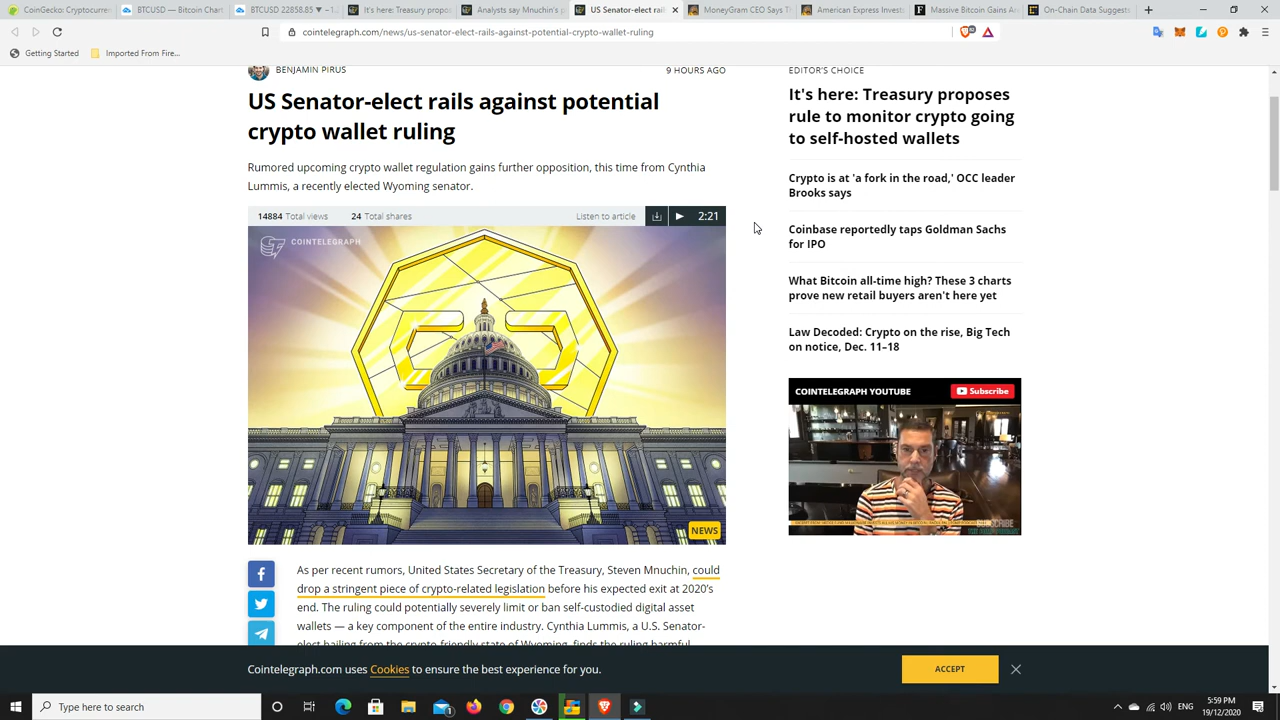 CoinGecko: Cryptocurren
BTCUSD — Bitcoin Chart
BTCUSD 22858.85 ▼ −1.
It's here: Treasury propos
Analysts say Mnuchin's p
US Senator-elect rail
MoneyGram CEO Says T
American Express Invest
Massive Bitcoin Gains Ar
On-Chain Data Suggests
cointelegraph.com/news/us-senator-elect-rails-against-potential-crypto-wallet-ruling
Getting Started
Imported From Fire...
BENJAMIN PIRUS
9 HOURS AGO
US Senator-elect rails against potential
crypto wallet ruling
Rumored upcoming crypto wallet regulation gains further opposition, this time from Cynthia
Lummis, a recently elected Wyoming senator.
14884 Total views
24 Total shares
Listen to article
2:21
COINTELEGRAPH
NEWS
As per recent rumors, United States Secretary of the Treasury, Steven Mnuchin, could
drop a stringent piece of crypto-related legislation before his expected exit at 2020's
end. The ruling could potentially severely limit or ban self-custodied digital asset
wallets — a key component of the entire industry. Cynthia Lummis, a U.S. Senator-
elect hailing from the crypto-friendly state of Wyoming, finds the ruling harmful
EDITOR'S CHOICE
It's here: Treasury proposes
rule to monitor crypto going
to self-hosted wallets
Crypto is at 'a fork in the road,' OCC leader
Brooks says
Coinbase reportedly taps Goldman Sachs
for IPO
What Bitcoin all-time high? These 3 charts
prove new retail buyers aren't here yet
Law Decoded: Crypto on the rise, Big Tech
on notice, Dec. 11–18
COINTELEGRAPH YOUTUBE
Subscribe
Cointelegraph.com uses Cookies to ensure the best experience for you.
ACCEPT
Type here to search
ENG
5:59 PM
19/12/2020